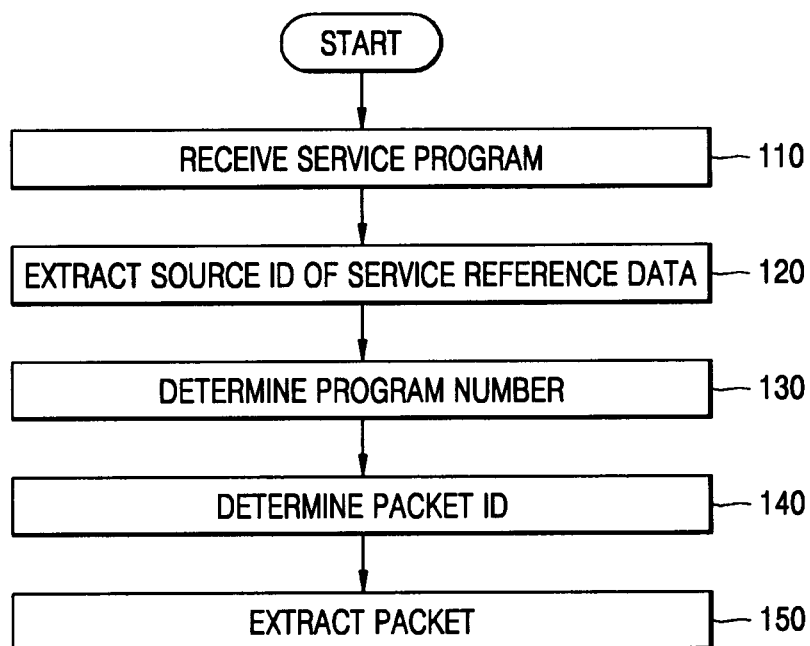 START
RECEIVE SERVICE PROGRAM 110
EXTRACT SOURCE ID OF SERVICE REFERENCE DATA 120
DETERMINE PROGRAM NUMBER 130
DETERMINE PACKET ID 140
EXTRACT PACKET 150